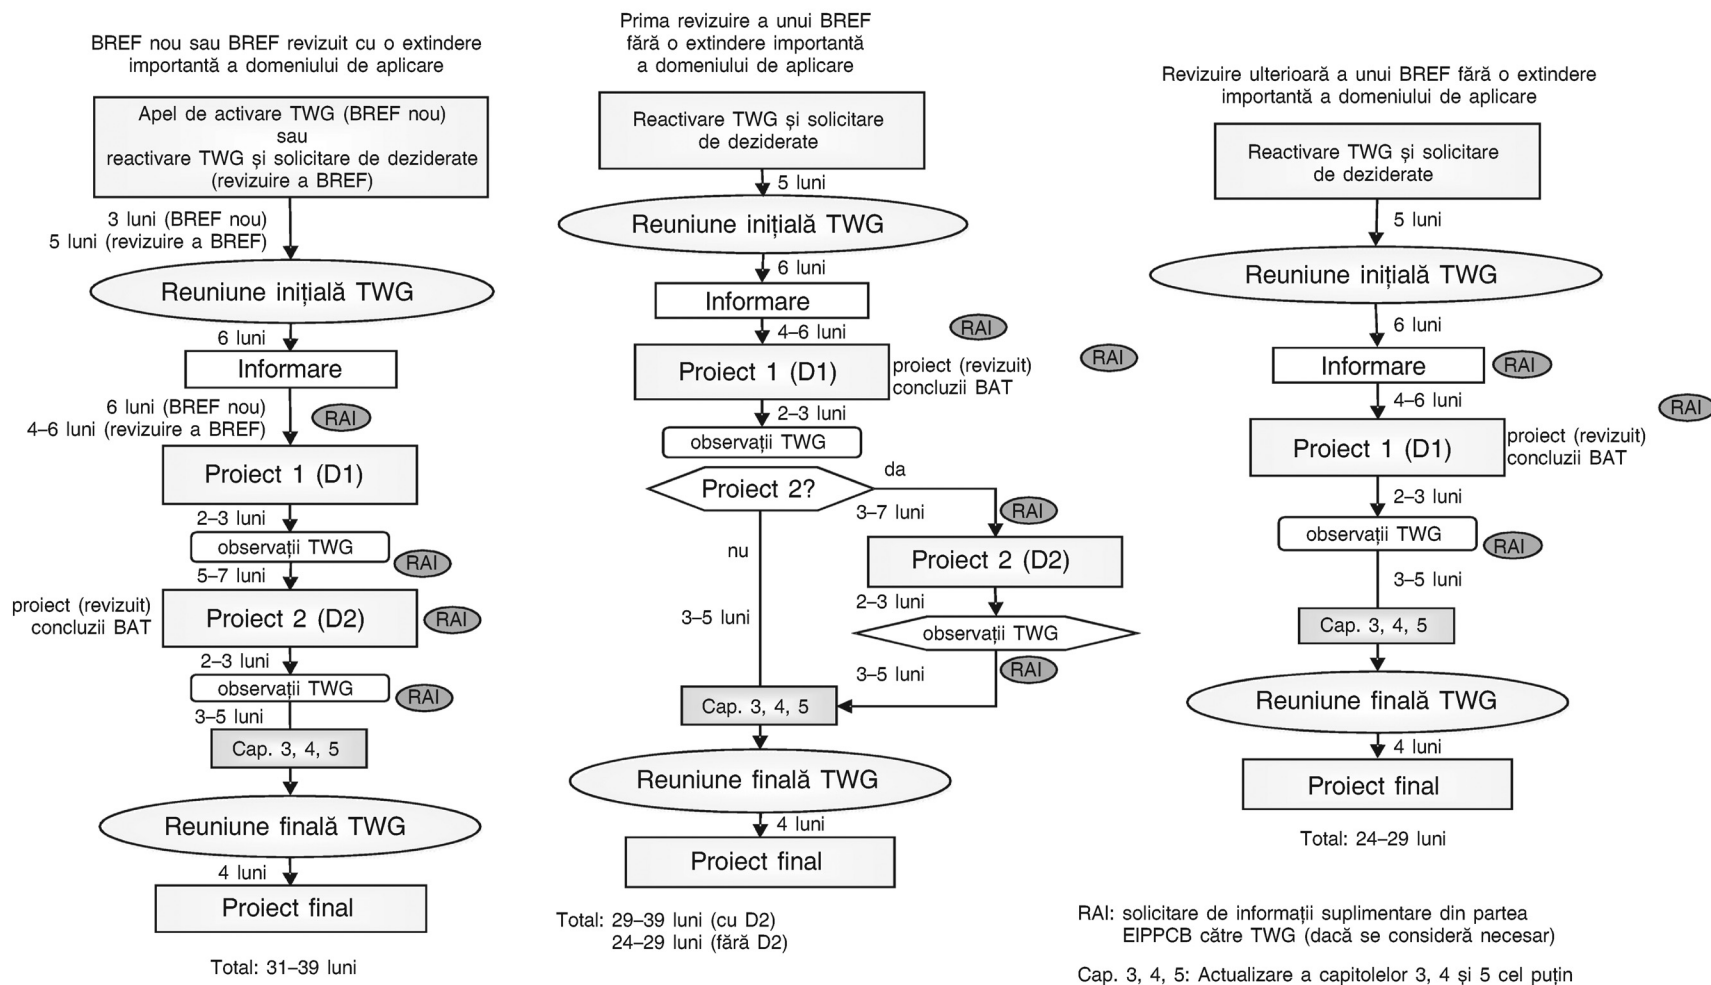 BREF nou sau BREF revizuit cu o extindere
importantă a domeniului de aplicare
Apel de activare TWG (BREF nou)
sau
reactivare TWG și solicitare de deziderate
(revizuire a BREF)
3 luni (BREF nou)
5 luni (revizuire a BREF)
Reuniune inițială TWG
6 luni
Informare
6 luni (BREF nou)
4–6 luni (revizuire a BREF)
RAI
Proiect 1 (D1)
2–3 luni
observații TWG
RAI
5–7 luni
proiect (revizuit)
concluzii BAT
Proiect 2 (D2)
RAI
2–3 luni
observații TWG
RAI
3–5 luni
Cap. 3, 4, 5
Reuniune finală TWG
4 luni
Proiect final
Total: 31–39 luni
Prima revizuire a unui BREF
fără o extindere importantă
a domeniului de aplicare
Reactivare TWG și solicitare
de deziderate
5 luni
Reuniune inițială TWG
6 luni
Informare
RAI
4–6 luni
RAI
Proiect 1 (D1)
proiect (revizuit)
concluzii BAT
2–3 luni
observații TWG
Proiect 2?
da
3–7 luni
RAI
nu
Proiect 2 (D2)
2–3 luni
3–5 luni
observații TWG
3–5 luni
RAI
Cap. 3, 4, 5
Reuniune finală TWG
4 luni
Proiect final
Total: 29–39 luni (cu D2)
24–29 luni (fără D2)
Revizuire ulterioară a unui BREF fără o extindere
importantă a domeniului de aplicare
Reactivare TWG și solicitare
de deziderate
5 luni
Reuniune inițială TWG
6 luni
Informare
RAI
4–6 luni
RAI
Proiect 1 (D1)
proiect (revizuit)
concluzii BAT
2–3 luni
observații TWG
RAI
3–5 luni
Cap. 3, 4, 5
Reuniune finală TWG
4 luni
Proiect final
Total: 24–29 luni
RAI: solicitare de informații suplimentare din partea
EIPPCB către TWG (dacă se consideră necesar)
Cap. 3, 4, 5: Actualizare a capitolelor 3, 4 și 5 cel puțin